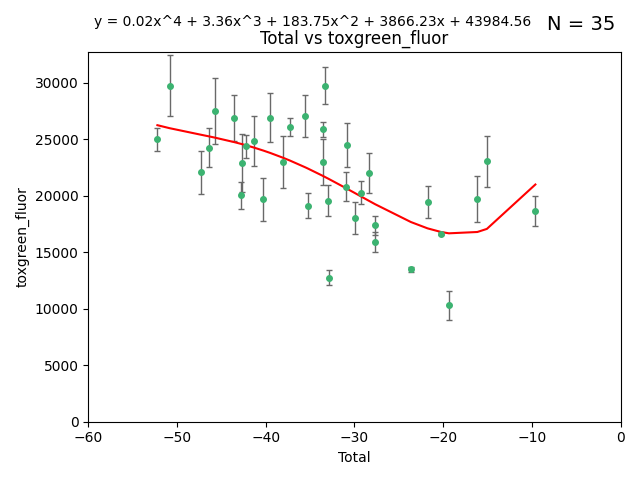 y = 0.02x^4 + 3.36x^3 + 183.75x^2 + 3866.23x + 43984.56
N = 35
Total vs toxgreen_fluor
toxgreen_fluor
30000
25000
20000
15000
10000
5000
0
−60
−50
−40
−30
−20
−10
0
Total